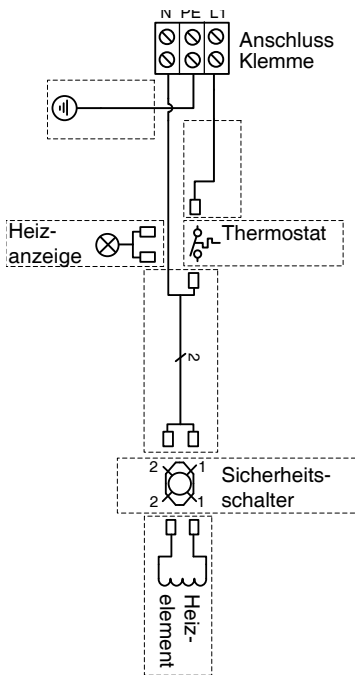 N PE L1
Anschluss
Klemme
Heiz-
anzeige
Thermostat
2
2 1
2 1
Sicherheits-
schalter
Heiz-
element